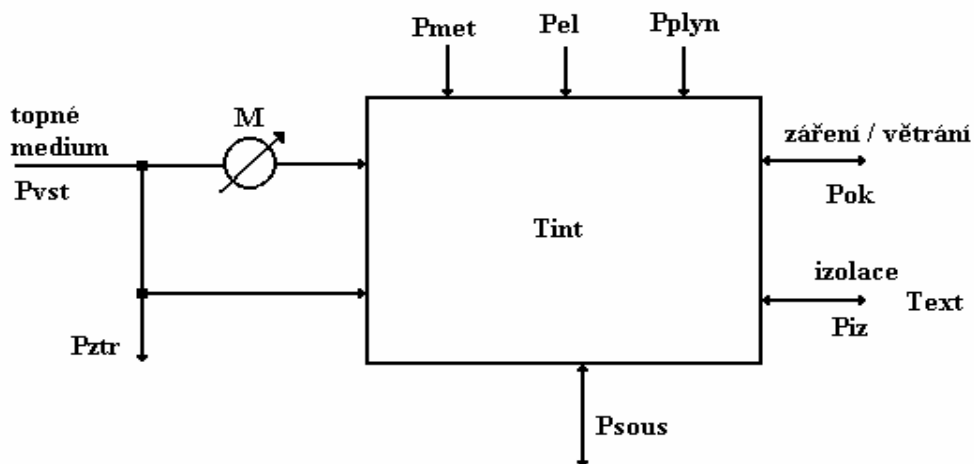 Pmet Pel Pplyn
topné
medium
M
Pvst
záření / větrání
Pok
Tint
izolace
Text
Piz
Pztr
Psous